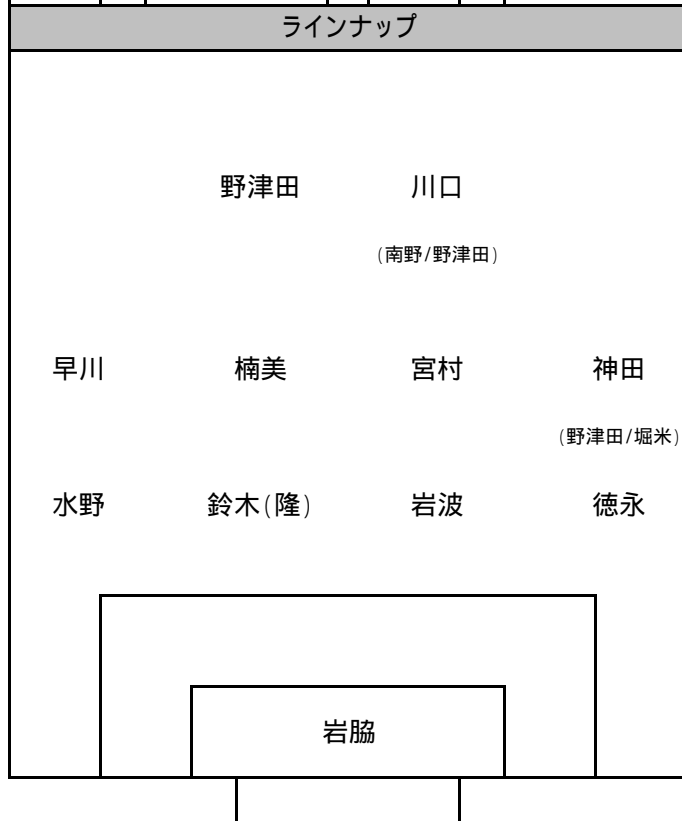 ラインナップ
野津田 川口
(南野/野津田)
早川 楠美 宮村 神田
(野津田/堀米)
水野 鈴木(隆) 岩波 徳永
岩脇